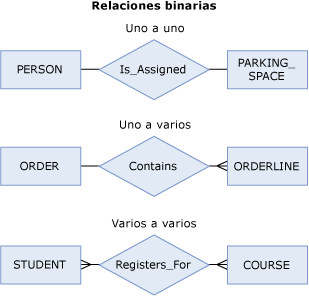 Relaciones binarias
Uno a uno
PERSON
Is_Assigned
PARKING_
SPACE
Uno a varios
ORDER
Contains
ORDERLINE
Varios a varios
STUDENT
Registers_For
COURSE